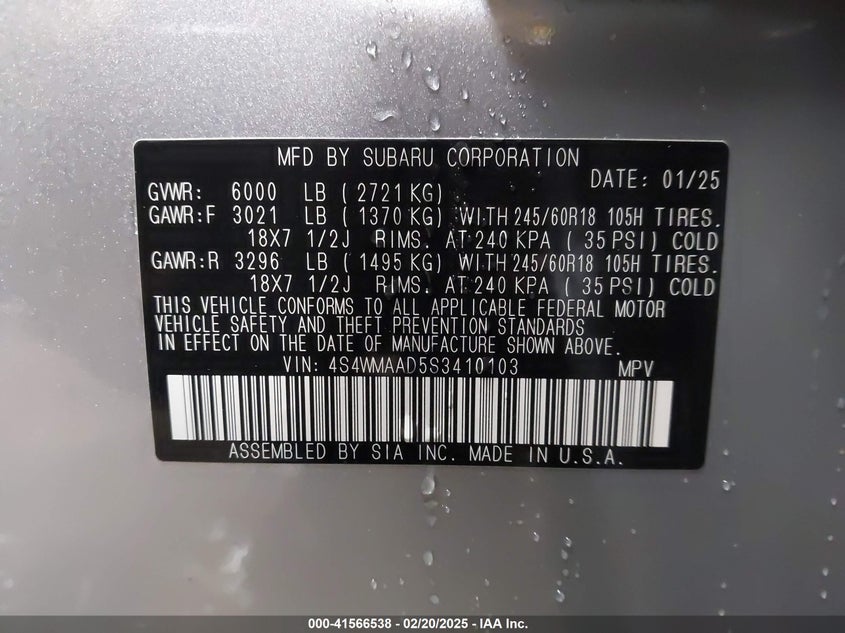 MFD BY SUBARU CORPORATION
DATE: 01/25
GVWR: 6000 LB ( 2721 KG)
GAWR:F 3021 LB ( 1370 KG) WITH 245/60R18 105H TIRES.
18X7 1/2J RIMS. AT 240 KPA ( 35 PSI) COLD
GAWR:R 3296 LB ( 1495 KG) WITH 245/60R18 105H TIRES.
18X7 1/2J RIMS. AT 240 KPA ( 35 PSI) COLD
THIS VEHICLE CONFORMS TO ALL APPLICABLE FEDERAL MOTOR
VEHICLE SAFETY AND THEFT PREVENTION STANDARDS
IN EFFECT ON THE DATE OF MANUFACTURE SHOWN ABOVE.
VIN: 4S4WMAAD5S3410103 MPV
ASSEMBLED BY SIA INC. MADE IN U.S.A.
000-41566538 - 02/20/2025 - IAA Inc.